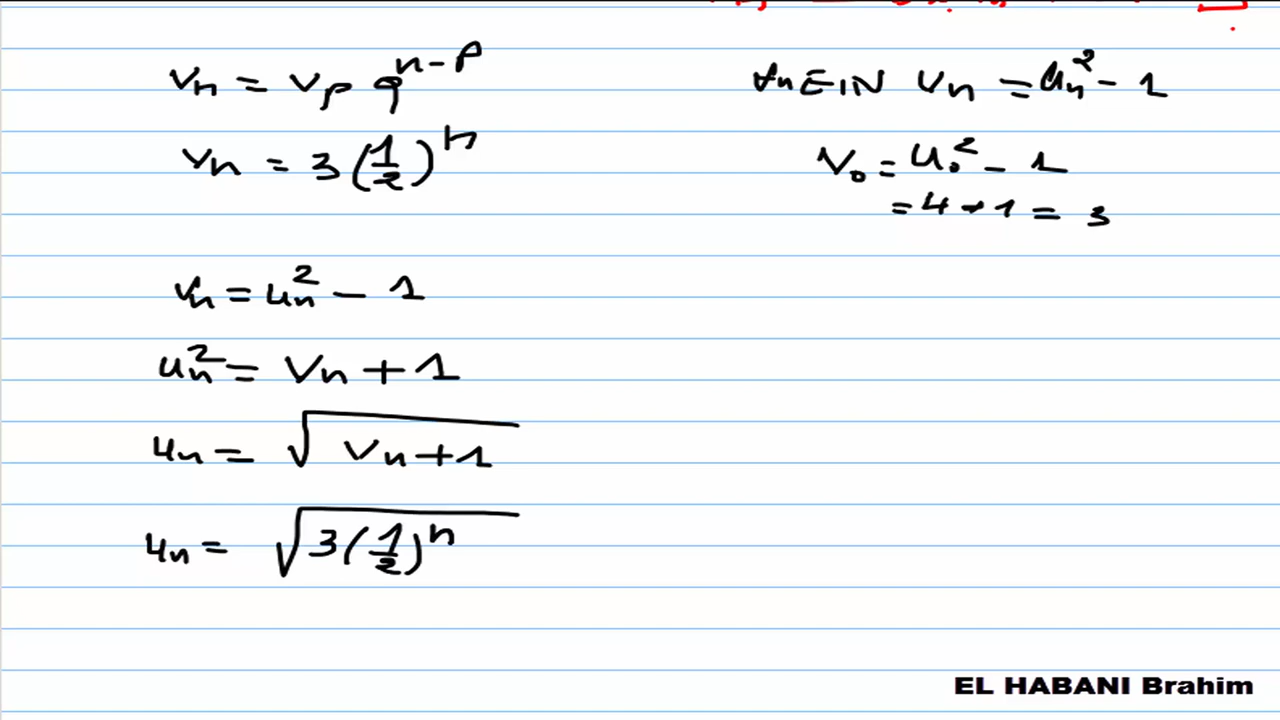 Vn = Vp q^(n-p)
Vn = 3 (1/2)^n
∀n∈ℕ Vn = Un² - 1
V₀ = U₀² - 1
= 4 - 1 = 3
Vn = Un² - 1
Un² = Vn + 1
Un = √(Vn + 1)
Un = √(3 (1/2)^n)
EL HABANI Brahim